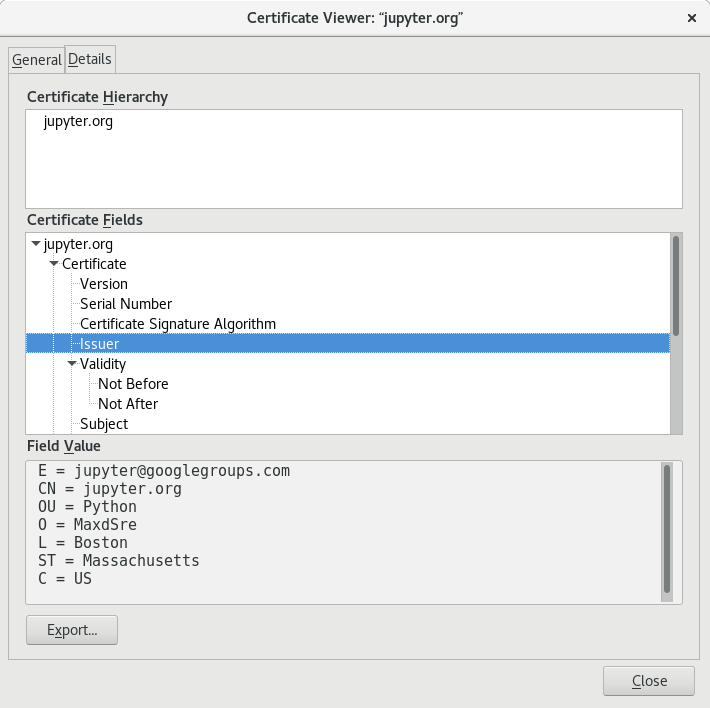 Certificate Viewer: “jupyter.org”
General Details
Certificate Hierarchy
jupyter.org
Certificate Fields
jupyter.org
Certificate
Version
Serial Number
Certificate Signature Algorithm
Issuer
Validity
Not Before
Not After
Subject
Field Value
E = jupyter@googlegroups.com
CN = jupyter.org
OU = Python
O = MaxdSre
L = Boston
ST = Massachusetts
C = US
Export...
Close